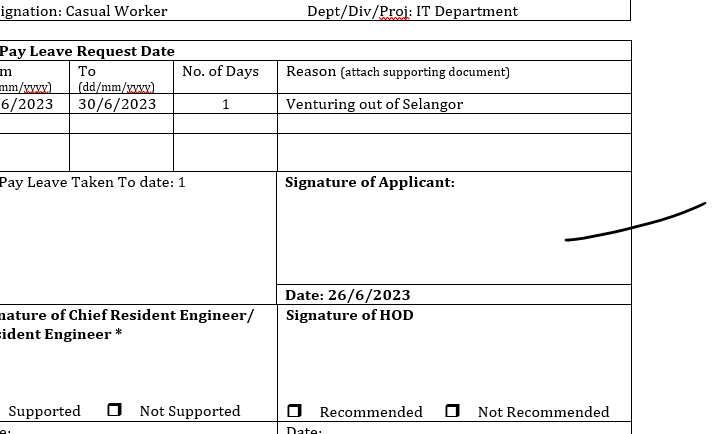 ignation: Casual Worker Dept/Div/Proj: IT Department
Pay Leave Request Date
m To No. of Days Reason (attach supporting document)
mm/yyyy) (dd/mm/yyyy)
6/2023 30/6/2023 1 Venturing out of Selangor
Pay Leave Taken To date: 1 Signature of Applicant:
Date: 26/6/2023
nature of Chief Resident Engineer/ Signature of HOD
sident Engineer *
Supported Not Supported Recommended Not Recommended
e: Date: